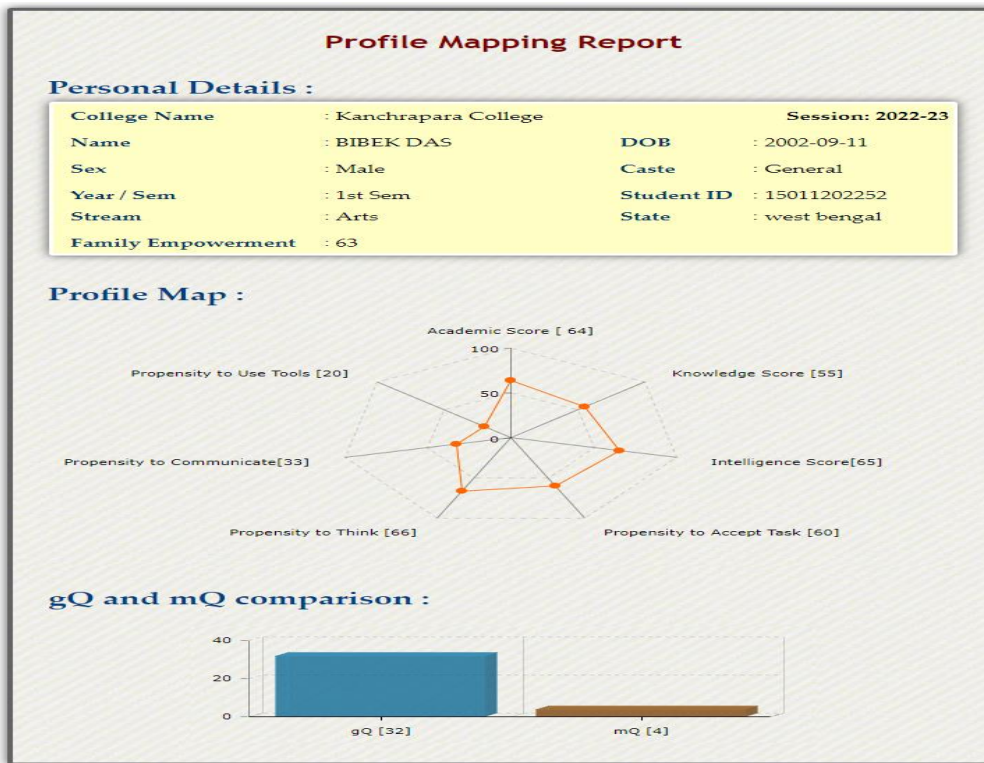 Profile Mapping Report
Personal Details :
College Name : Kanchrapara College Session: 2022-23
Name : BIBEK DAS DOB : 2002-09-11
Sex : Male Caste : General
Year / Sem : 1st Sem Student ID : 15011202252
Stream : Arts State : west bengal
Family Empowerment : 63
Profile Map :
Academic Score [ 64]
100
Propensity to Use Tools [20] Knowledge Score [55]
50
0
Propensity to Communicate[33] Intelligence Score[65]
Propensity to Think [66] Propensity to Accept Task [60]
gQ and mQ comparison :
40
20
0
gQ [32] mQ [4]